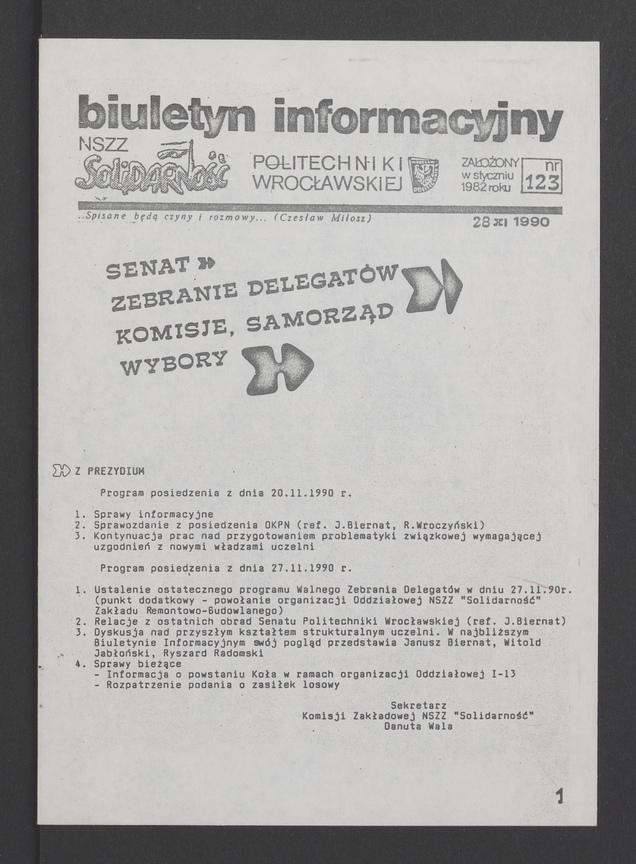 biuletyn informacyjny
NSZZ
SOLIDARNOŚĆ
POLITECHNIKI
WROCŁAWSKIEJ
ZAŁOŻONY
w styczniu
1982 roku
nr
123
..Spisane będą czyny i rozmowy... (Czesław Miłosz)
28 XI 1990
SENAT
ZEBRANIE DELEGATÓW
KOMISJE, SAMORZĄD
WYBORY
Z PREZYDIUM
Program posiedzenia z dnia 20.11.1990 r.
1. Sprawy informacyjne
2. Sprawozdanie z posiedzenia OKPN (ref. J.Biernat, R.Wroczyński)
3. Kontynuacja prac nad przygotowaniem problematyki związkowej wymagającej
uzgodnień z nowymi władzami uczelni
Program posiedzenia z dnia 27.11.1990 r.
1. Ustalenie ostatecznego programu Walnego Zebrania Delegatów w dniu 27.11.90r.
(punkt dodatkowy - powołanie organizacji Oddziałowej NSZZ "Solidarność"
Zakładu Remontowo-Budowlanego)
2. Relacje z ostatnich obrad Senatu Politechniki Wrocławskiej (ref. J.Biernat)
3. Dyskusja nad przyszłym kształtem strukturalnym uczelni. W najbliższym
Biuletynie Informacyjnym swój pogląd przedstawia Janusz Biernat, Witold
Jabłoński, Ryszard Radomski
4. Sprawy bieżące
- Informacja o powstaniu Koła w ramach organizacji Oddziałowej I-13
- Rozpatrzenie podania o zasiłek losowy
Sekretarz
Komisji Zakładowej NSZZ "Solidarność"
Danuta Wala
1